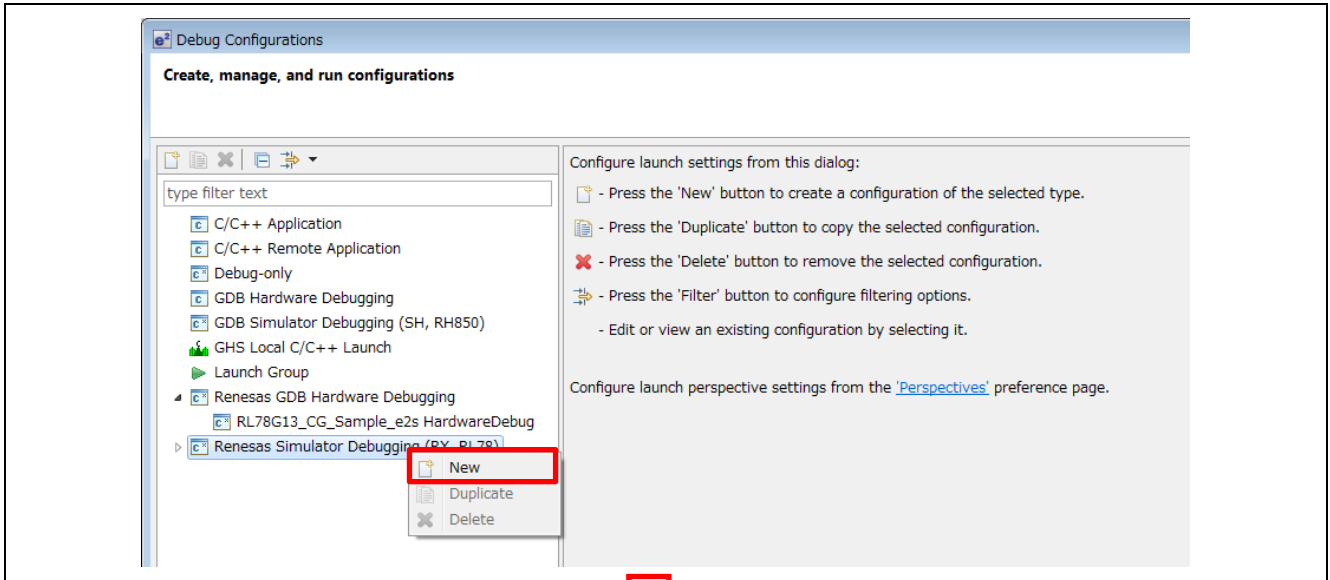 e² Debug Configurations
Create, manage, and run configurations
type filter text
C/C++ Application
C/C++ Remote Application
Debug-only
GDB Hardware Debugging
GDB Simulator Debugging (SH, RH850)
GHS Local C/C++ Launch
Launch Group
Renesas GDB Hardware Debugging
RL78G13_CG_Sample_e2s HardwareDebug
Renesas Simulator Debugging (RX, RL78)
New
Duplicate
Delete
Configure launch settings from this dialog:
- Press the 'New' button to create a configuration of the selected type.
- Press the 'Duplicate' button to copy the selected configuration.
- Press the 'Delete' button to remove the selected configuration.
- Press the 'Filter' button to configure filtering options.
- Edit or view an existing configuration by selecting it.
Configure launch perspective settings from the 'Perspectives' preference page.